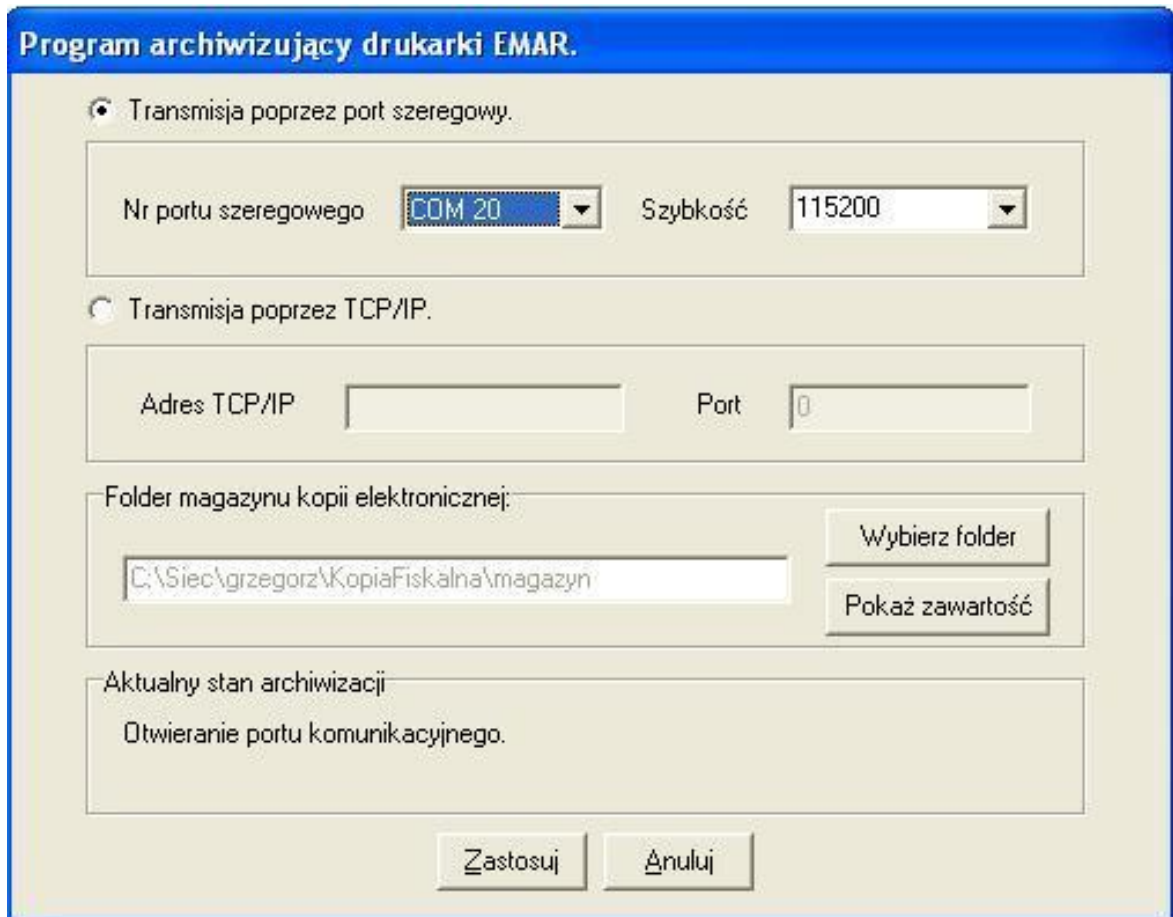 Program archiwizujący drukarki EMAR.
Transmisja poprzez port szeregowy.
Nr portu szeregowego COM 20 Szybkość 115200
Transmisja poprzez TCP/IP.
Adres TCP/IP Port 0
Folder magazynu kopii elektronicznej:
Wybierz folder
C:\Siec\grzegorz\KopiaFiskalna\magazyn
Pokaż zawartość
Aktualny stan archiwizacji
Otwieranie portu komunikacyjnego.
Zastosuj Anuluj